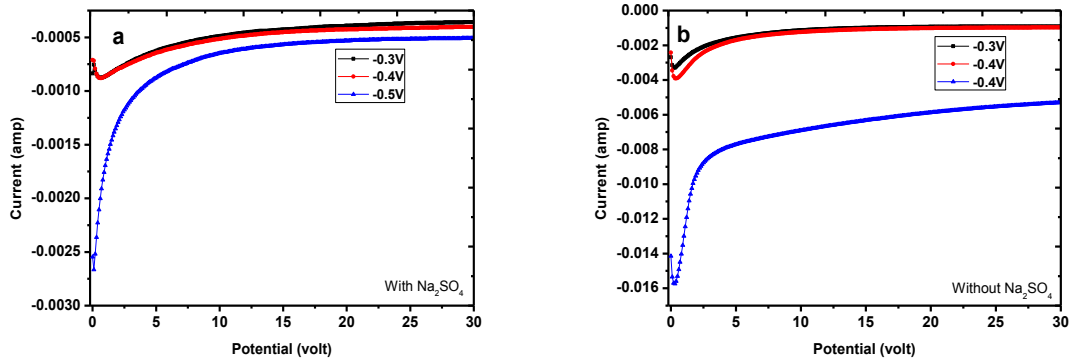 a
-0.0005
-0.0010
-0.0015
-0.0020
-0.0025
-0.0030
Current (amp)
-0.3V
-0.4V
-0.5V
With Na₂SO₄
0 5 10 15 20 25 30
Potential (volt)
b
0.000
-0.002
-0.004
-0.006
-0.008
-0.010
-0.012
-0.014
-0.016
Current (amp)
-0.3V
-0.4V
-0.4V
Without Na₂SO₄
0 5 10 15 20 25 30
Potential (volt)